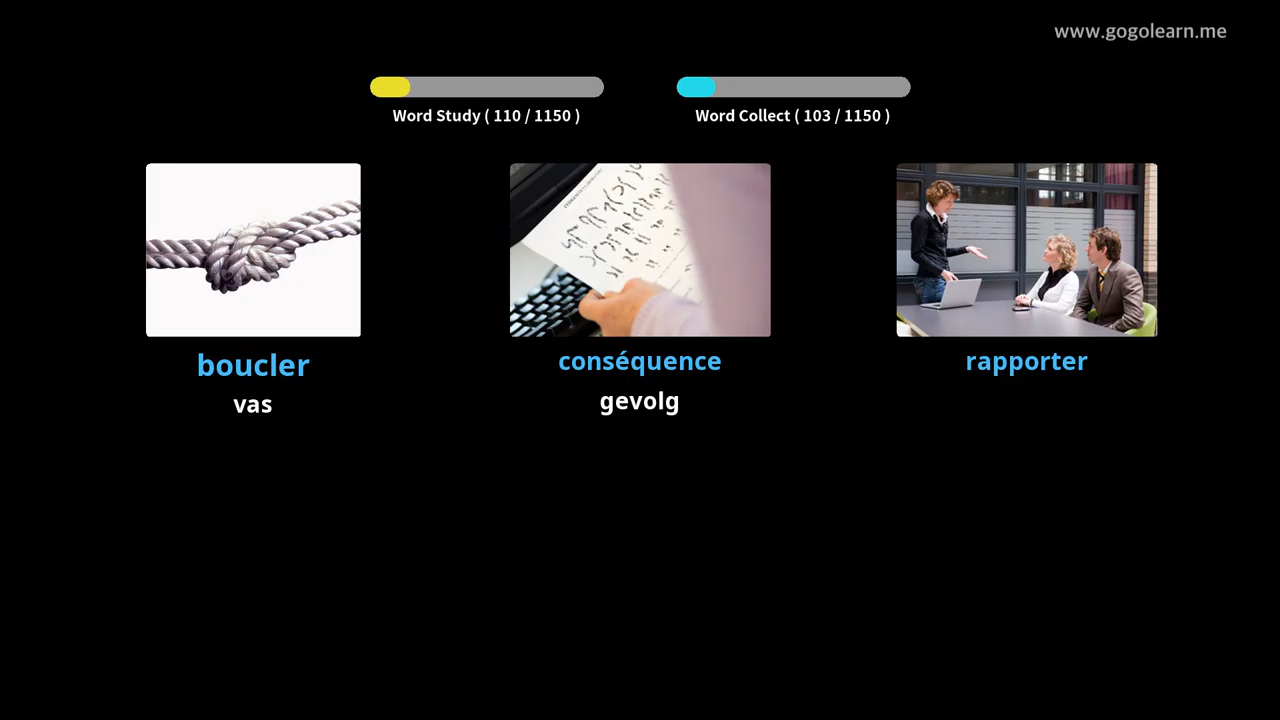 www.gogolearn.me
Word Study ( 110 / 1150 )
Word Collect ( 103 / 1150 )
boucler
vas
conséquence
gevolg
rapporter